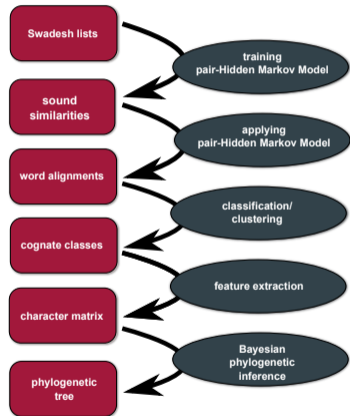 Swadesh lists
training
pair-Hidden Markov Model
sound
similarities
applying
pair-Hidden Markov Model
word alignments
classification/
clustering
cognate classes
feature extraction
character matrix
Bayesian
phylogenetic
inference
phylogenetic
tree